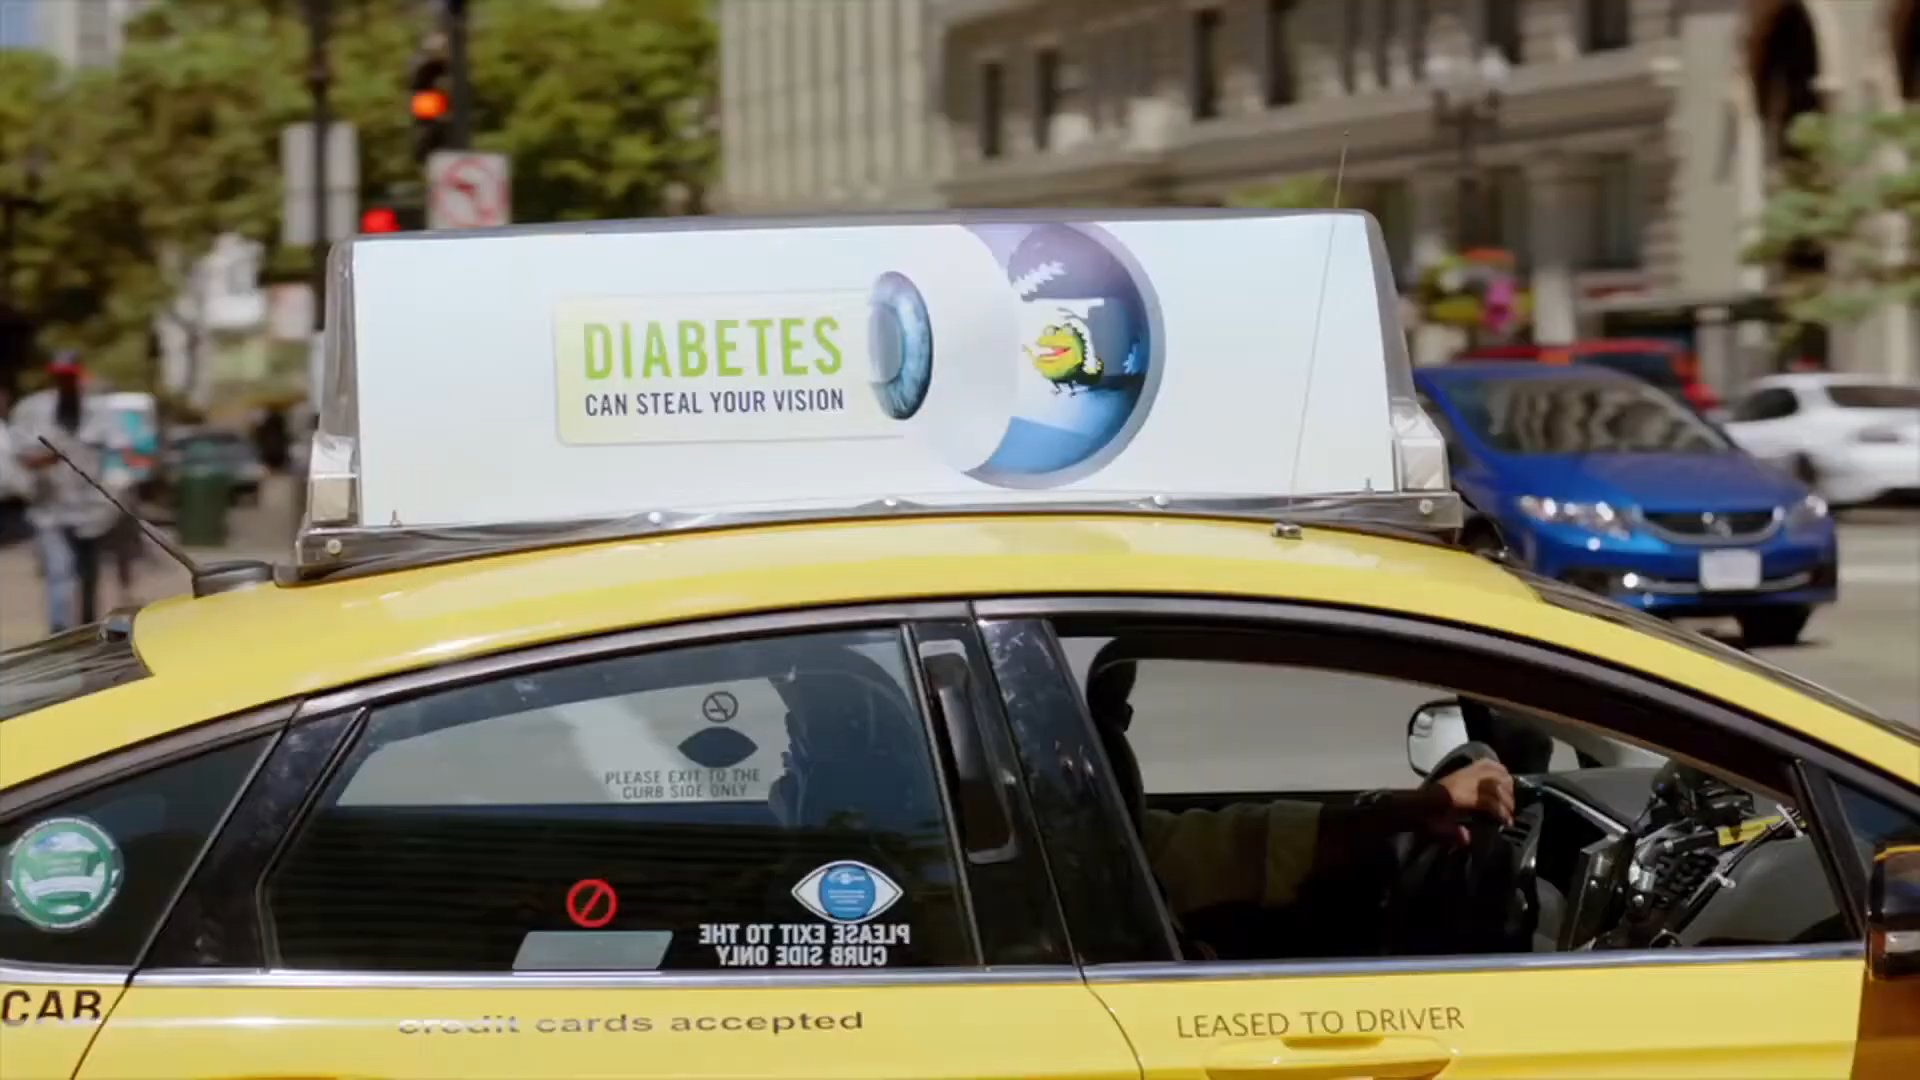 DIABETES
CAN STEAL YOUR VISION
PLEASE EXIT TO THE
CURB SIDE ONLY
PLEASE EXIT TO THE
CURB SIDE ONLY
CAB
credit cards accepted
LEASED TO DRIVER